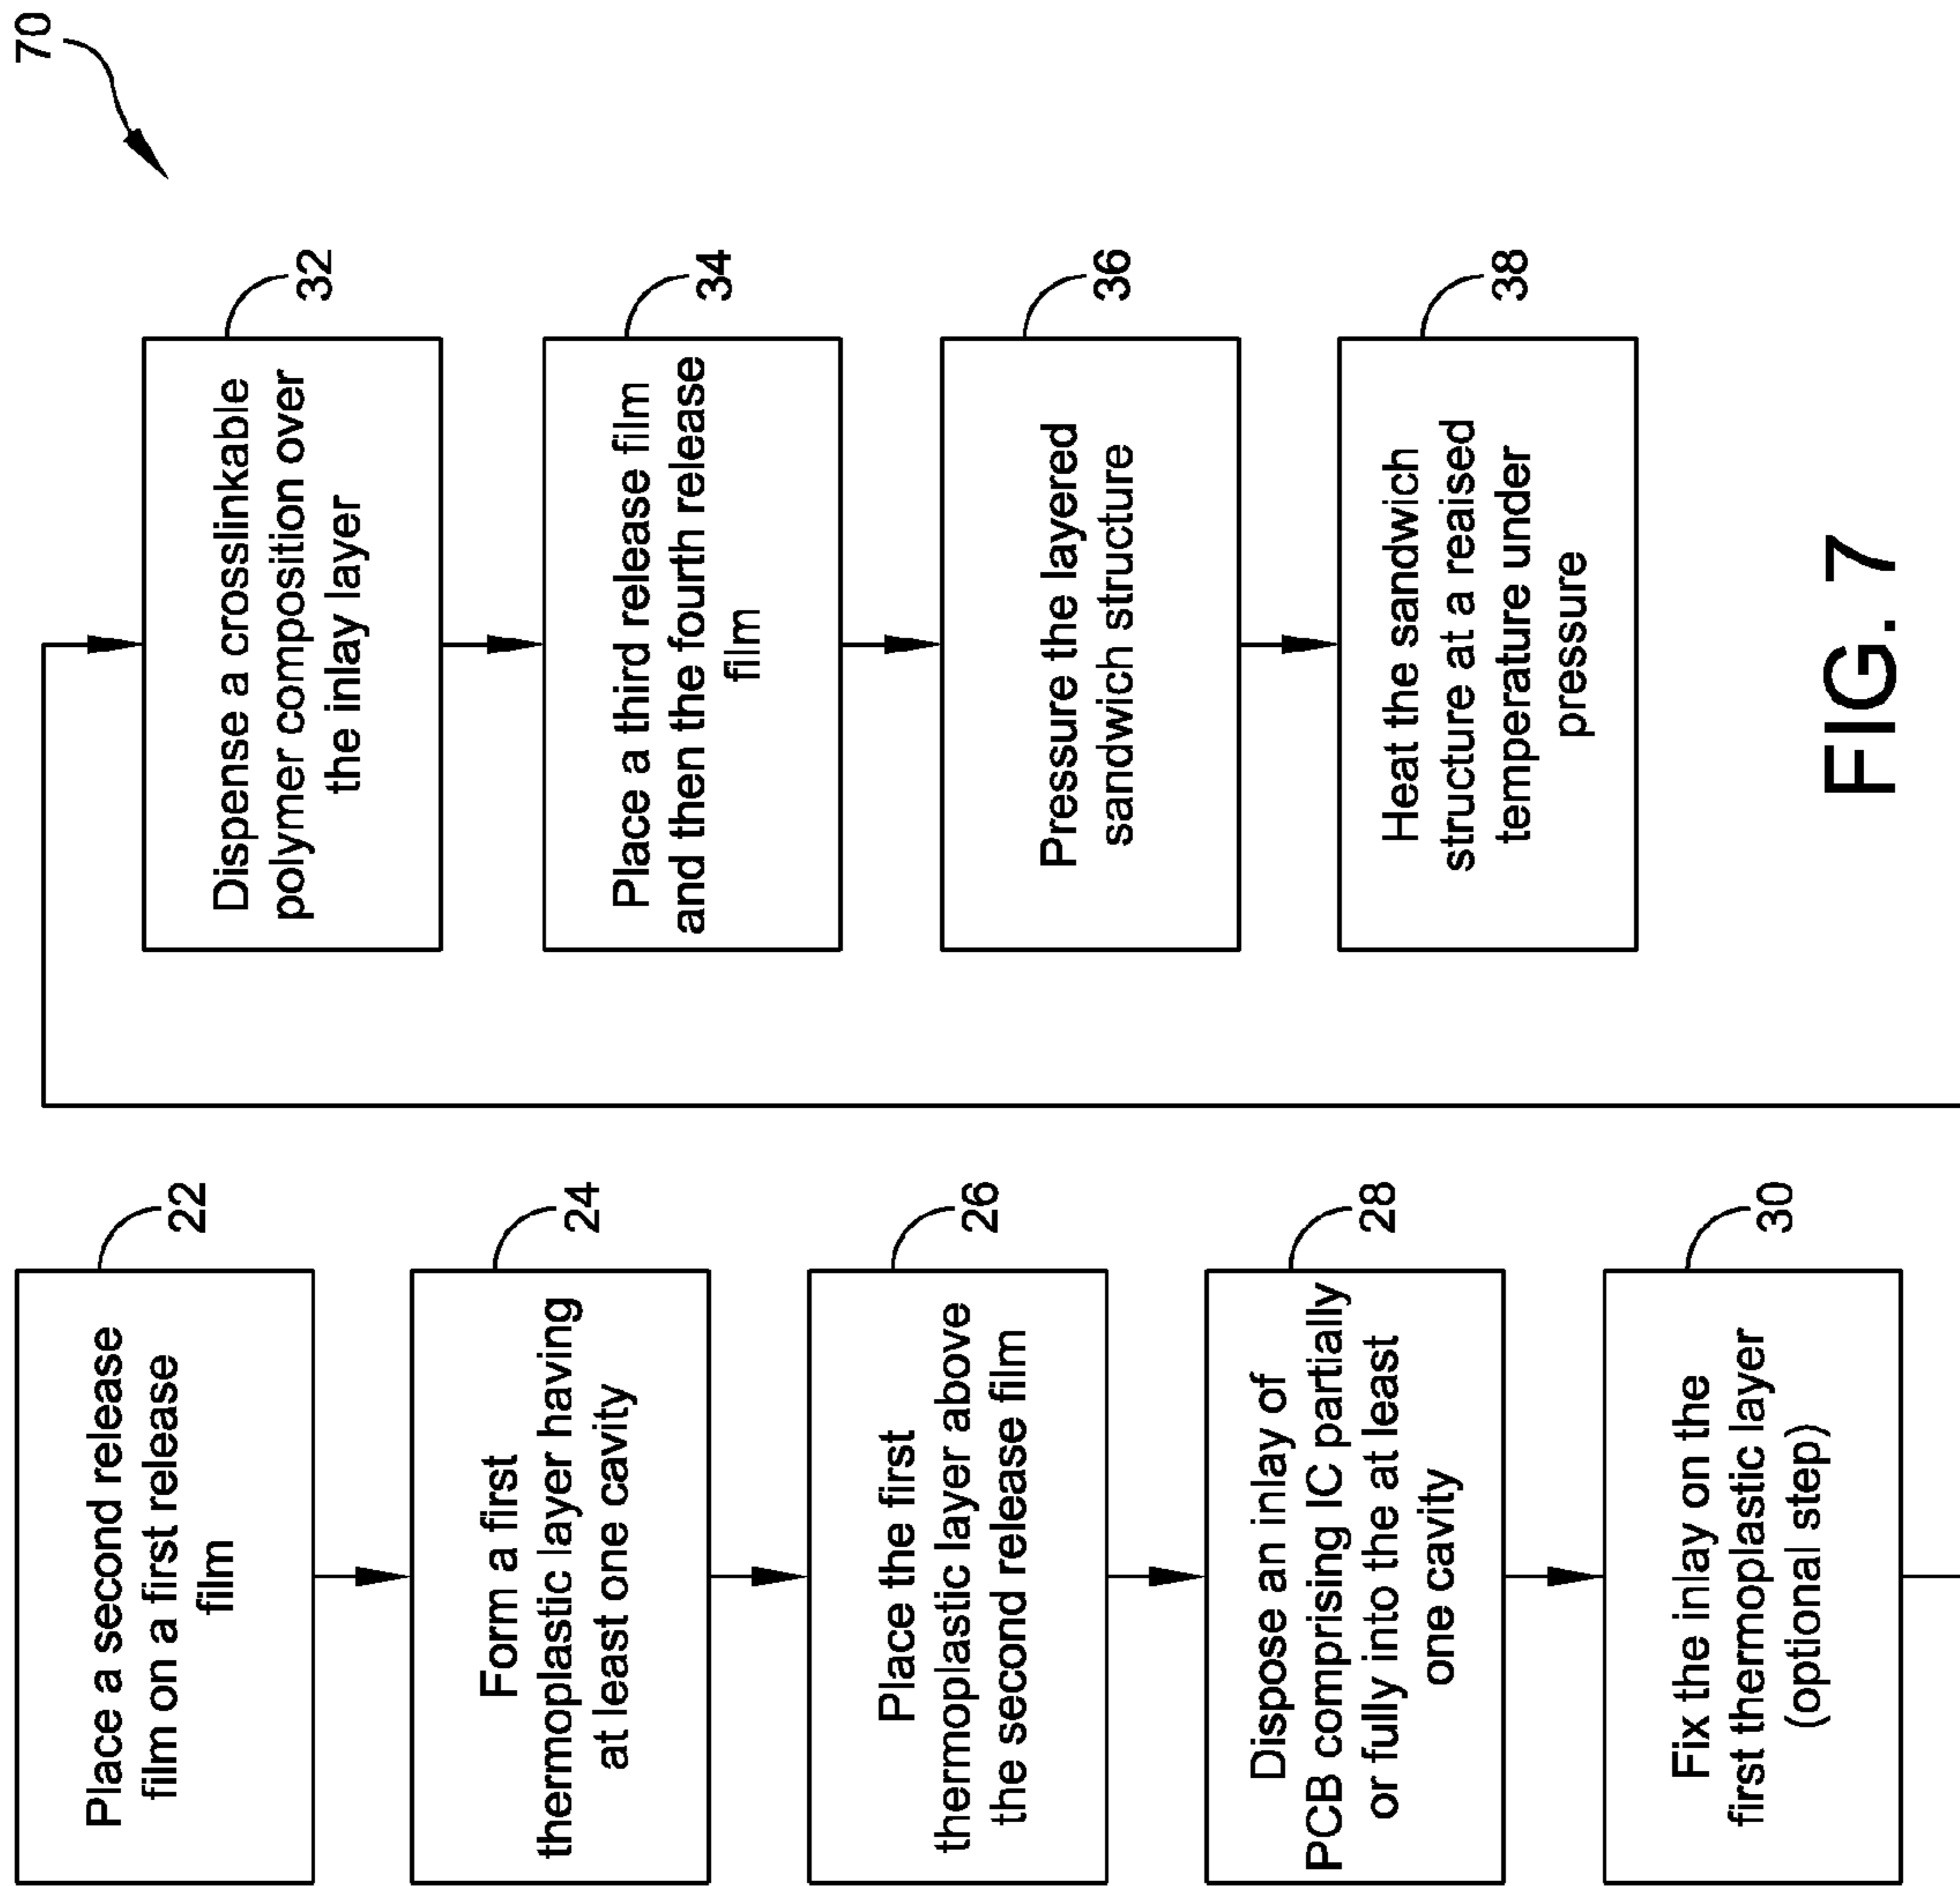 70
Place a second release
film on a first release
film
22
Form a first
thermoplastic layer having
at least one cavity
24
Place the first
thermoplastic layer above
the second release film
26
Dispose an inlay of
PCB comprising IC partially
or fully into the at least
one cavity
28
Fix the inlay on the
first thermoplastic layer
(optional step)
30
Dispense a crosslinkable
polymer composition over
the inlay layer
32
Place a third release film
and then the fourth release
film
34
Pressure the layered
sandwich structure
36
Heat the sandwich
structure at a reaised
temperature under
pressure
38
FIG. 7